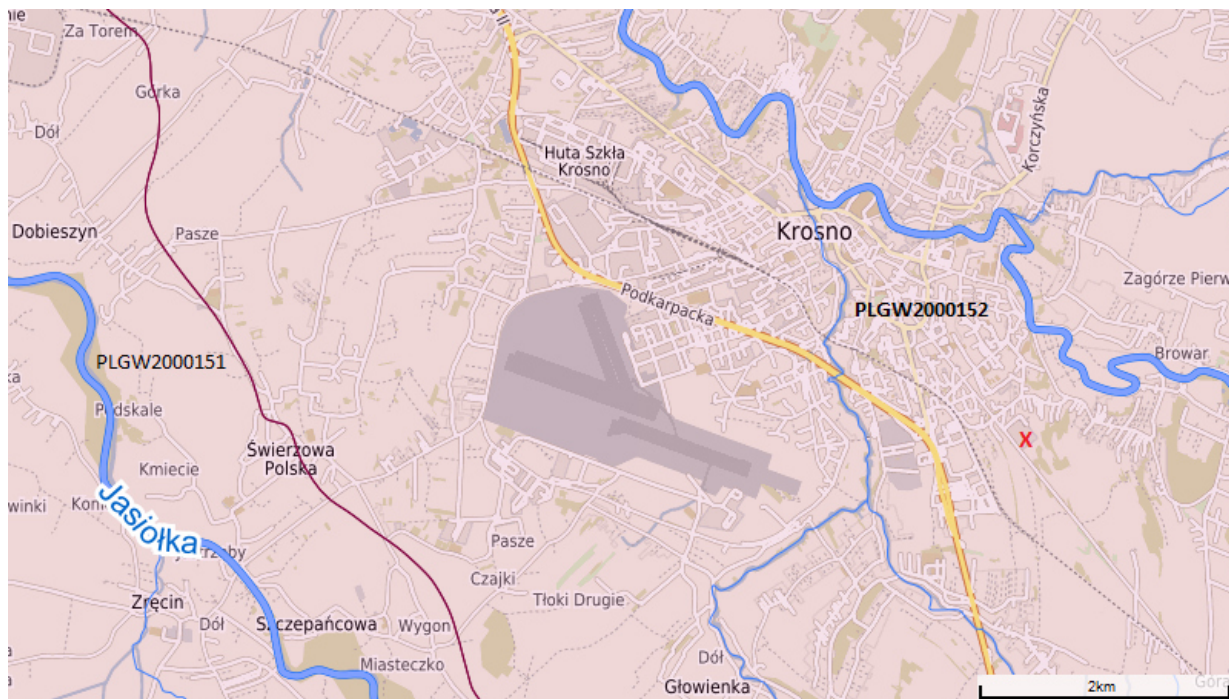 Za Torem
Górka
Dół
Huta Szkła
Krosno
Korczyńska
Dobieszyn
Pasze
Krosno
Zagórze Pierw
Podkarpacka
PLGW2000152
PLGW2000151
Browar
Podskale
X
Świerzowa
Polska
Kmiecie
winki
Jasiołka
Pasze
Czajki
Tłoki Drugie
Zręcin
Dół
Szczepańcowa
Wygon
Miasteczko
Dół
Głowienka
2km